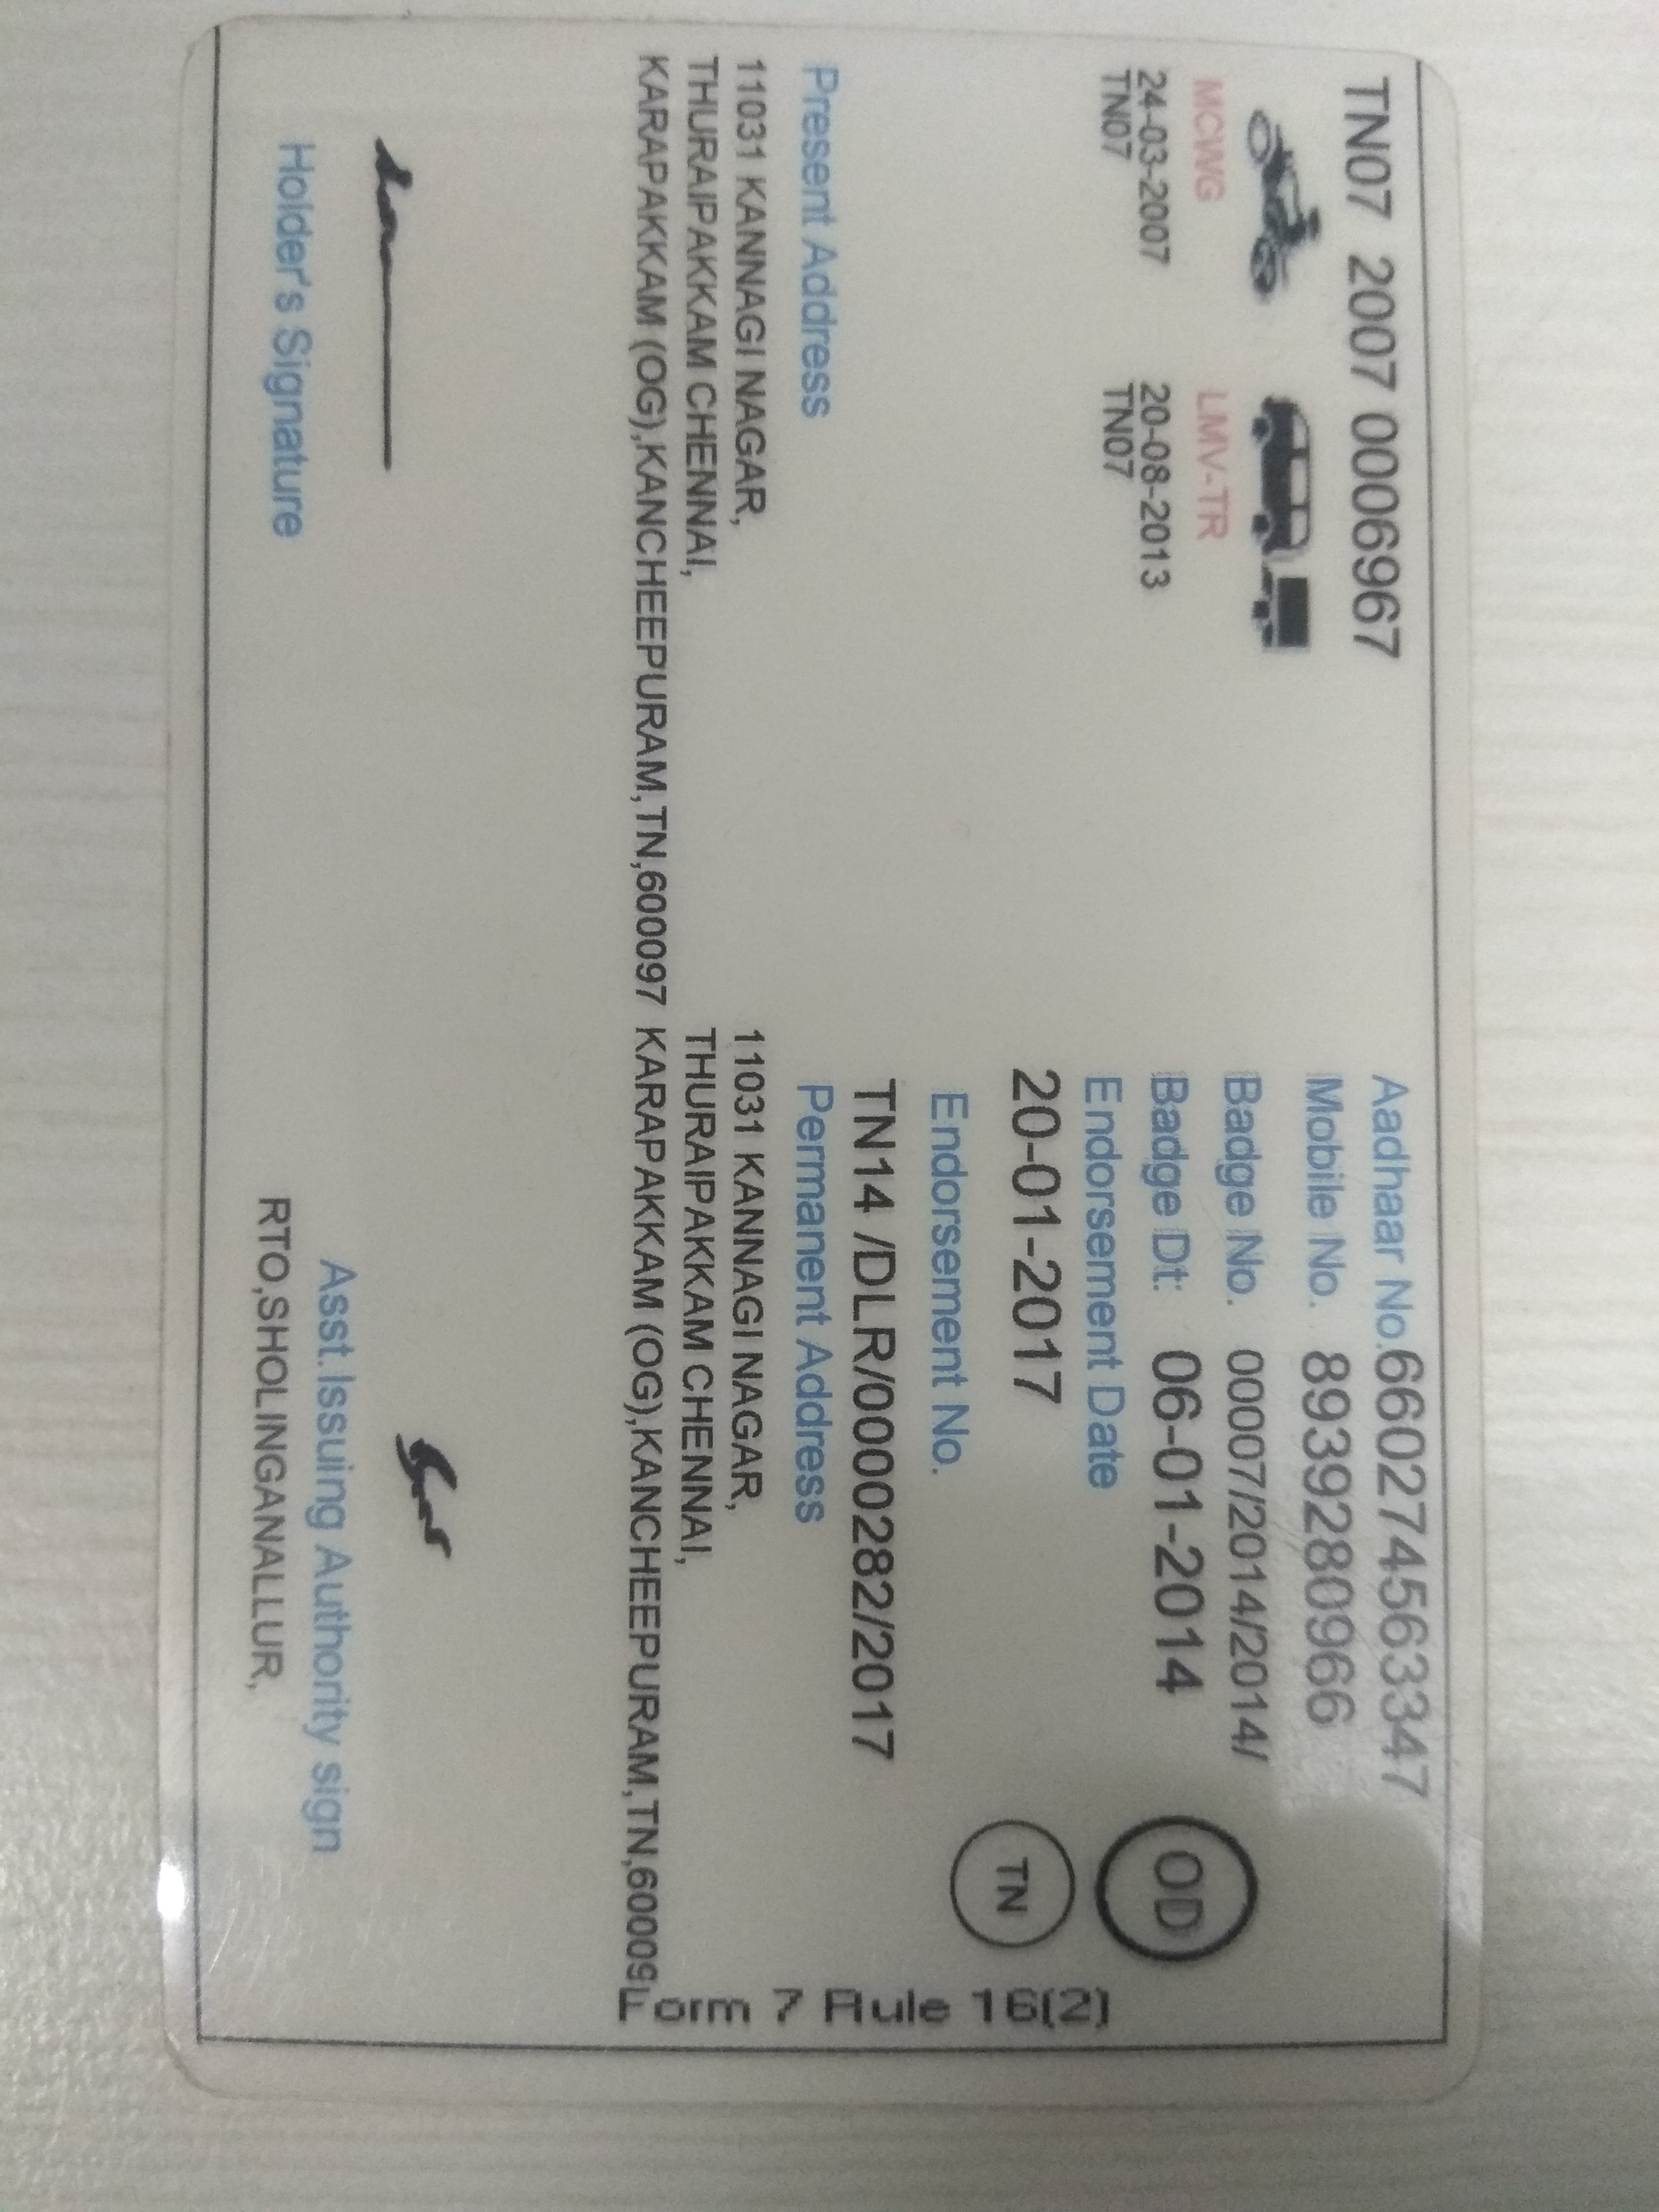 TN07 2007 0006967
Aadhaar No. 660274563347
Mobile No. 8939280966
MCWG
LMV-TR
Badge No. 00007/2014/2014/
24-03-2007
20-08-2013
Badge Dt: 06-01-2014
TN07
TN07
OD
Endorsement Date
20-01-2017
TN
Endorsement No.
TN14 /DLR/0000282/2017
Present Address
Permanent Address
11031 KANNAGI NAGAR,
11031 KANNAGI NAGAR,
THURAIPAKKAM CHENNAI,
THURAIPAKKAM CHENNAI,
KARAPAKKAM (OG),KANCHEEPURAM,TN,600097
KARAPAKKAM (OG),KANCHEEPURAM,TN,60009
7 Rule 16(2)
Holder's Signature
Asst.Issuing Authority sign
RTO,SHOLINGANALLUR,